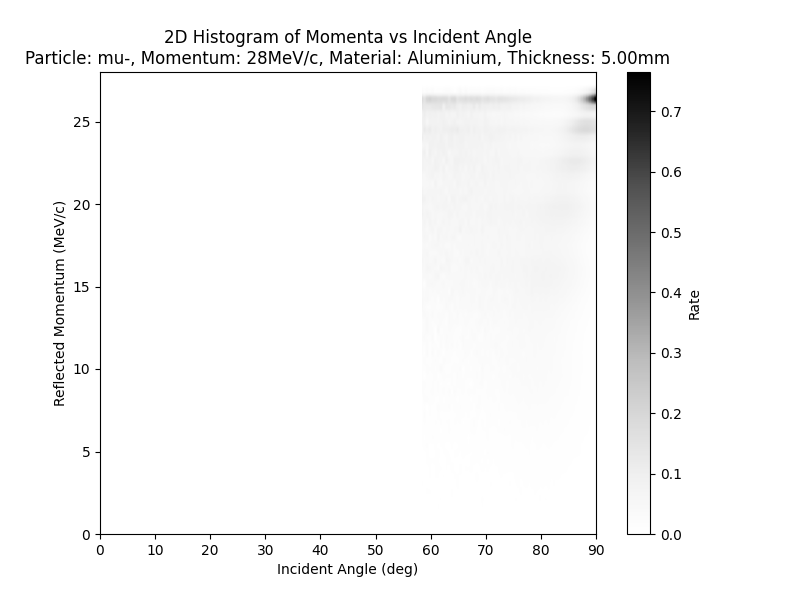 2D Histogram of Momenta vs Incident Angle
Particle: mu-, Momentum: 28MeV/c, Material: Aluminium, Thickness: 5.00mm
Reflected Momentum (MeV/c)
25
20
15
10
5
0
0 10 20 30 40 50 60 70 80 90
Incident Angle (deg)
0.7
0.6
0.5
0.4
0.3
0.2
0.1
0.0
Rate